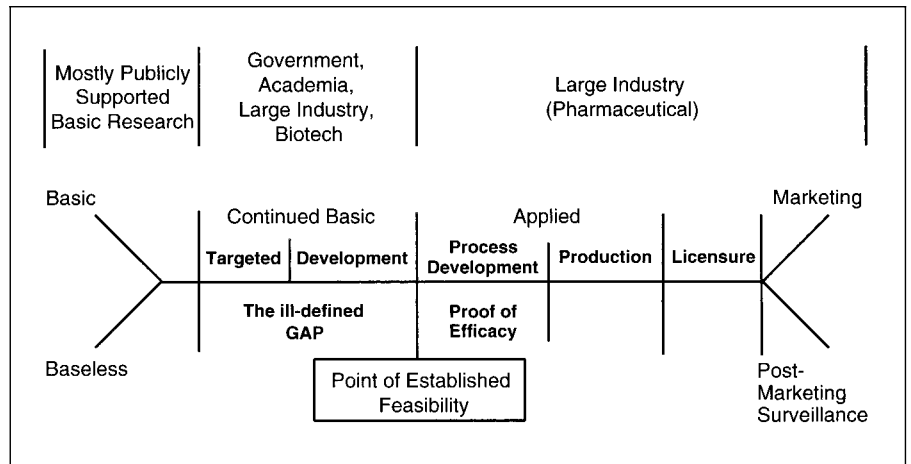 Mostly Publicly
Supported
Basic Research
Government,
Academia,
Large Industry,
Biotech
Large Industry
(Pharmaceutical)
Basic
Marketing
Continued Basic
Applied
Targeted
Development
Process
Development
Production
Licensure
The ill-defined
GAP
Proof of
Efficacy
Baseless
Point of Established
Feasibility
Post-
Marketing
Surveillance